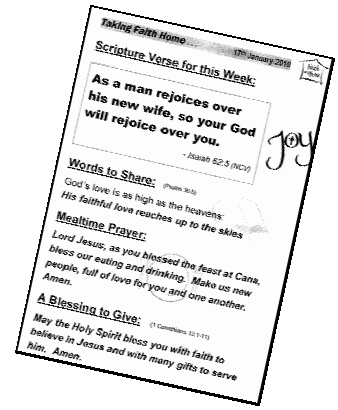 Taking Faith Home . . .
17th January 2010
Scripture Verse for this Week:
As a man rejoices over
his new wife, so your God
will rejoice over you.
- Isaiah 62:5 (NCV)
Joy
Words to Share: (Psalm 36:5)
God's love is as high as the heavens:
His faithful love reaches up to the skies
Mealtime Prayer:
Lord Jesus, as you blessed the feast at Cana,
bless our eating and drinking. Make us new
people, full of love for you and one another.
Amen.
A Blessing to Give: (1 Corinthians 12:1-11)
May the Holy Spirit bless you with faith to
believe in Jesus and with many gifts to serve
him. Amen.